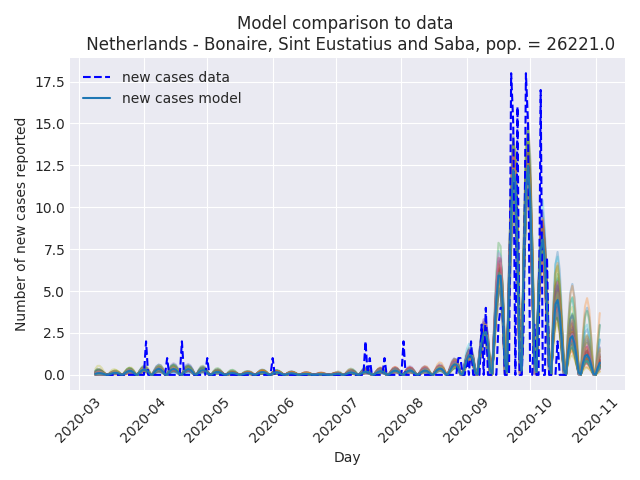 Model comparison to data
Netherlands - Bonaire, Sint Eustatius and Saba, pop. = 26221.0
new cases data
new cases model
Number of new cases reported
17.5
15.0
12.5
10.0
7.5
5.0
2.5
0.0
2020-03
2020-04
2020-05
2020-06
2020-07
2020-08
2020-09
2020-10
2020-11
Day